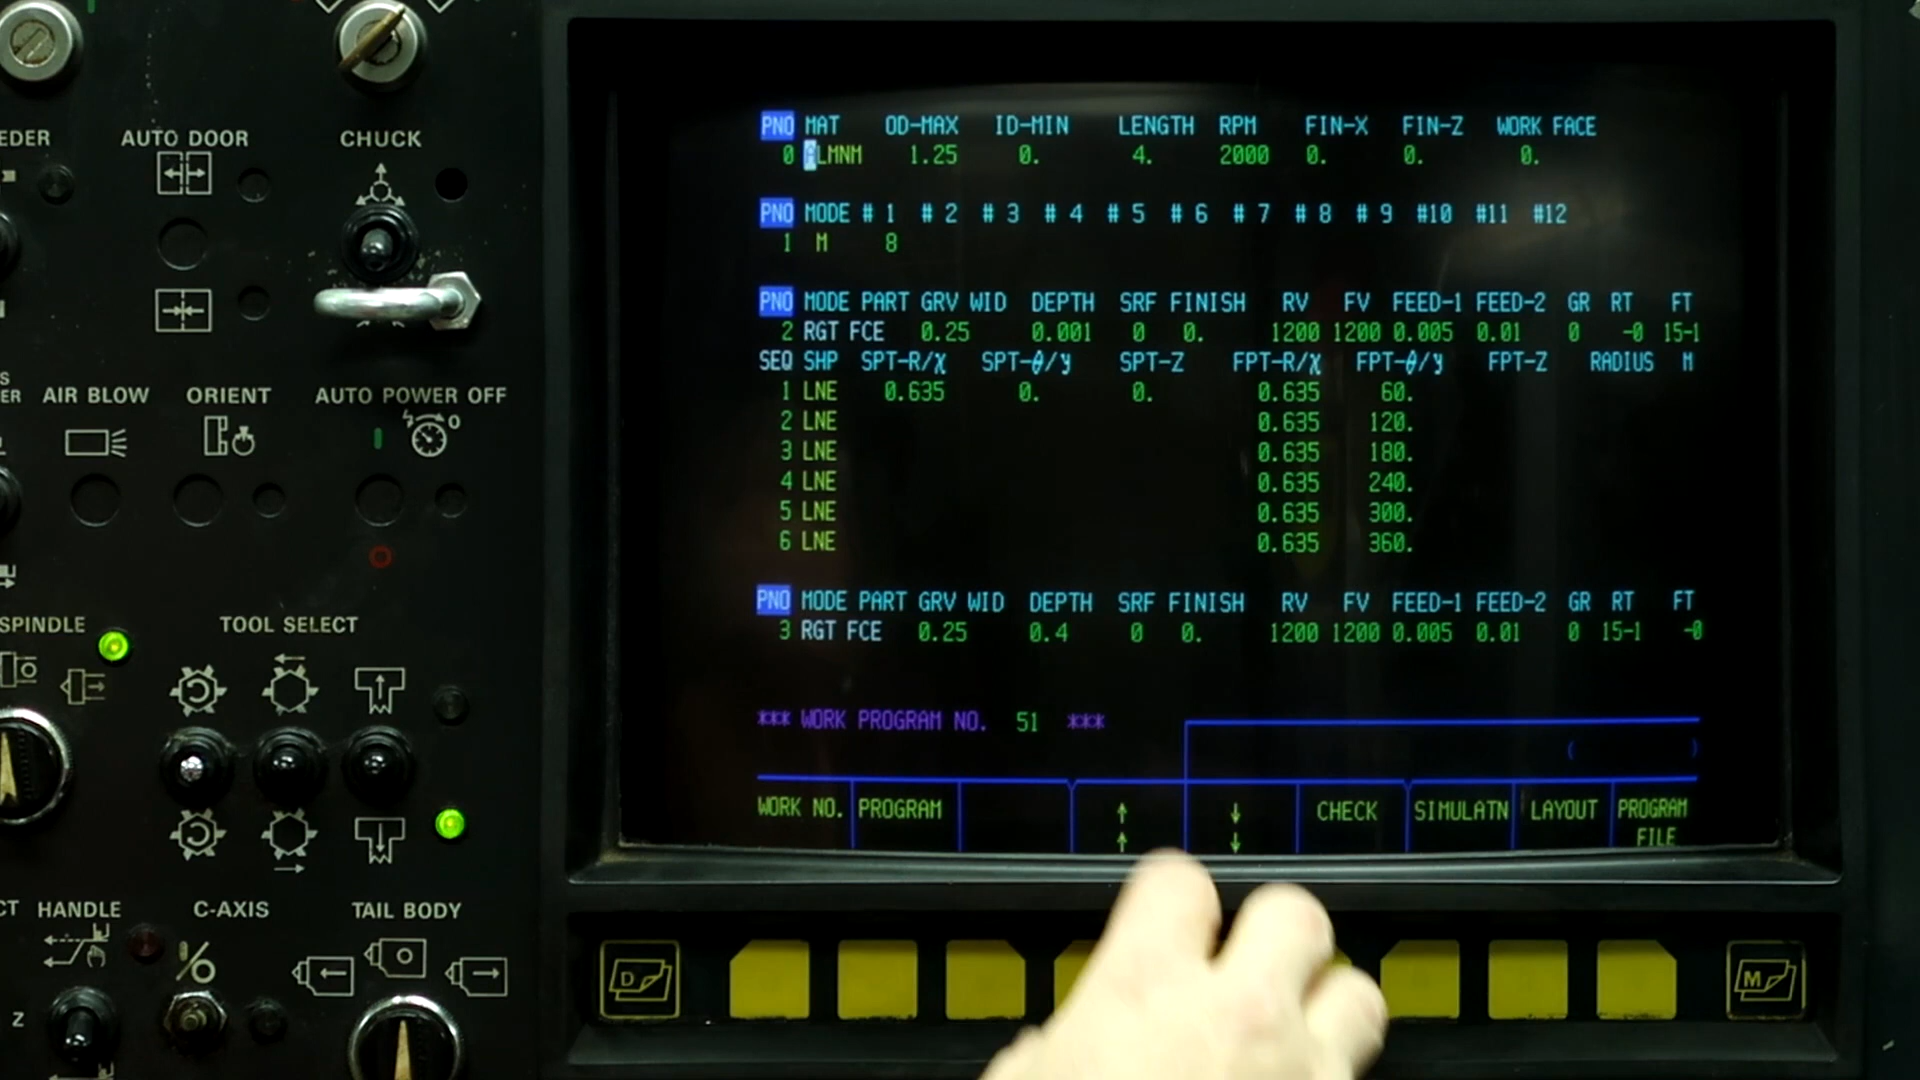 EDER AUTO DOOR CHUCK
AIR BLOW ORIENT AUTO POWER OFF
SPINDLE TOOL SELECT
HANDLE C-AXIS TAIL BODY
Z
PNO MAT OD-MAX ID-MIN LENGTH RPM FIN-X FIN-Z WORK FACE
0 ALMNM 1.25 0. 4. 2000 0. 0. 0.
PNO MODE # 1 # 2 # 3 # 4 # 5 # 6 # 7 # 8 # 9 #10 #11 #12
1 M 8
PNO MODE PART GRV WID DEPTH SRF FINISH RV FV FEED-1 FEED-2 GR RT FT
2 RGT FCE 0.25 0.001 0 0. 1200 1200 0.005 0.01 0 -0 15-1
SEQ SHP SPT-R/χ SPT-θ/y SPT-Z FPT-R/χ FPT-θ/y FPT-Z RADIUS M
1 LNE 0.635 0. 0. 0.635 60.
2 LNE 0.635 120.
3 LNE 0.635 180.
4 LNE 0.635 240.
5 LNE 0.635 300.
6 LNE 0.635 360.
PNO MODE PART GRV WID DEPTH SRF FINISH RV FV FEED-1 FEED-2 GR RT FT
3 RGT FCE 0.25 0.4 0 0. 1200 1200 0.005 0.01 0 15-1 -0
*** WORK PROGRAM NO. 51 ***
( )
WORK NO. PROGRAM ↑ ↓ CHECK SIMULATN LAYOUT PROGRAM
↑ ↓ FILE
D M